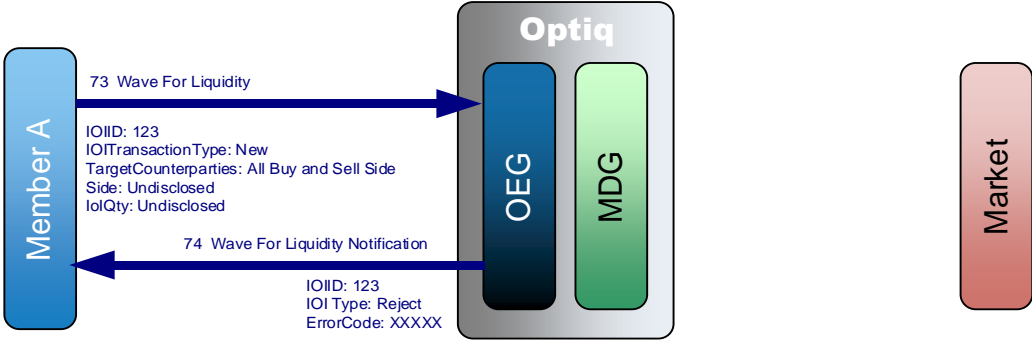 Optiq
73 Wave For Liquidity
IOIID: 123
IOITransactionType: New
TargetCounterparties: All Buy and Sell Side
Side: Undisclosed
IoIQty: Undisclosed
74 Wave For Liquidity Notification
IOIID: 123
IOI Type: Reject
ErrorCode: XXXXX
Member A
OEG
MDG
Market